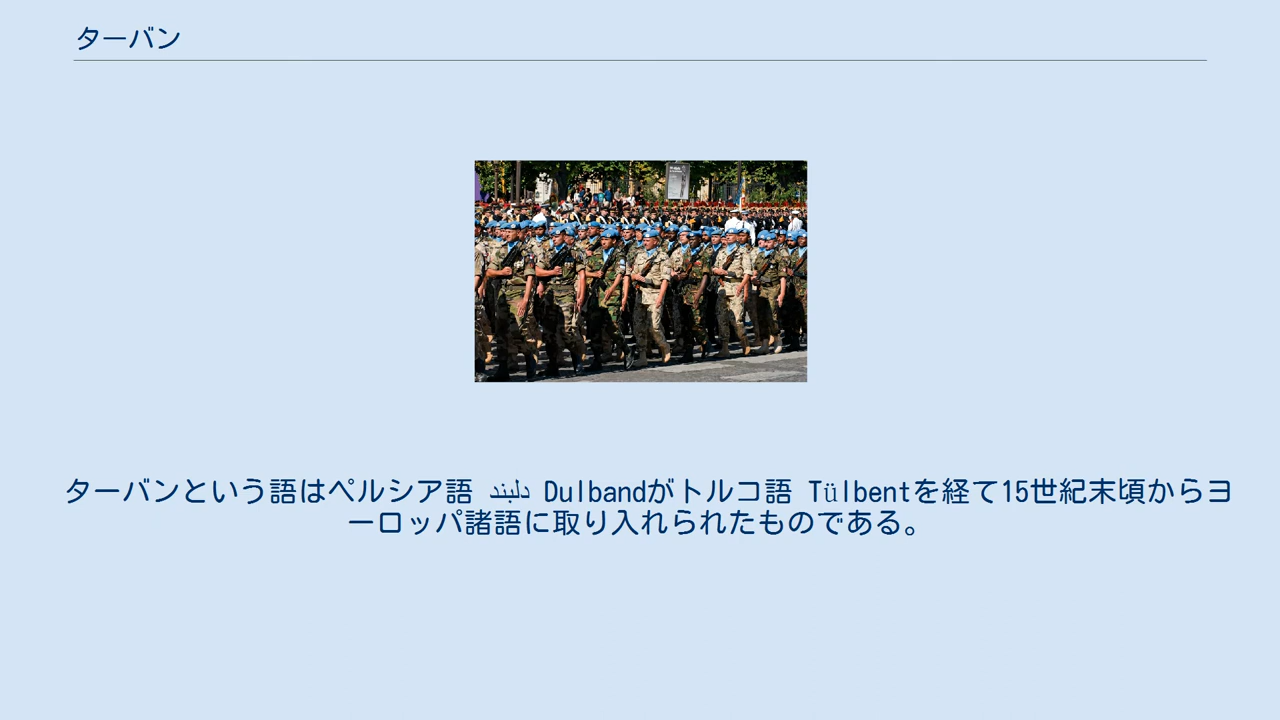 ターバン
ターバンという語はペルシア語 دلبند Dulbandがトルコ語 Tülbentを経て15世紀末頃からヨ
ーロッパ諸語に取り入れられたものである。